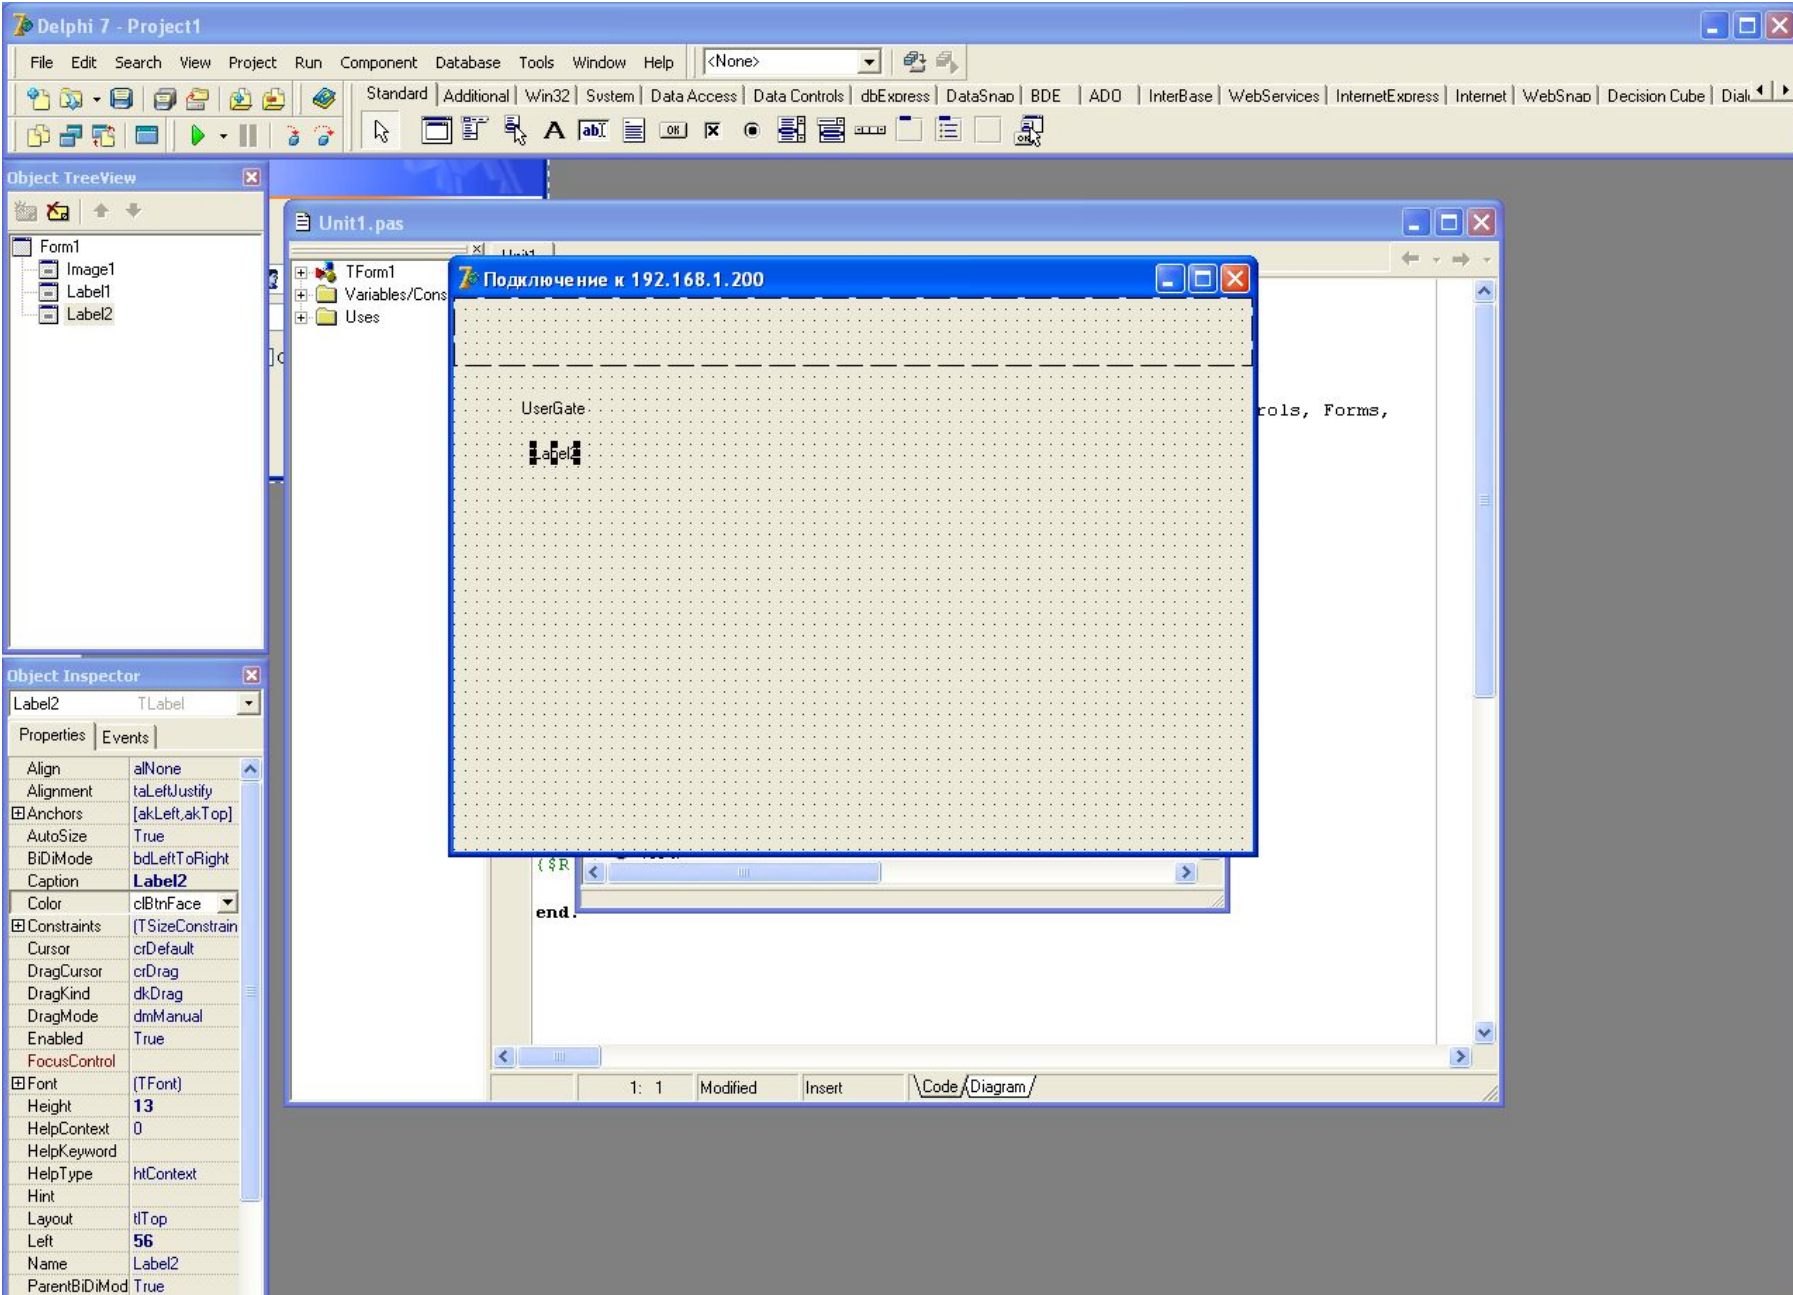 Delphi 7 - Project1
File Edit Search View Project Run Component Database Tools Window Help <None>
Standard Additional Win32 System Data Access Data Controls dbExpress DataSnap BDE ADO InterBase WebServices InternetExpress Internet WebSnap Decision Cube
Object TreeView
Form1
Image1
Label1
Label2
Unit1.pas
TForm1
Variables/Cons
Uses
Подключение к 192.168.1.200
UserGate
Label2
rols, Forms,
{$R
end.
1: 1 Modified Insert Code Diagram
Object Inspector
Label2 TLabel
Properties Events
Align alNone
Alignment taLeftJustify
Anchors [akLeft,akTop]
AutoSize True
BiDiMode bdLeftToRight
Caption Label2
Color clBtnFace
Constraints (TSizeConstrain
Cursor crDefault
DragCursor crDrag
DragKind dkDrag
DragMode dmManual
Enabled True
FocusControl
Font (TFont)
Height 13
HelpContext 0
HelpKeyword
HelpType htContext
Hint
Layout tlTop
Left 56
Name Label2
ParentBiDiMod True